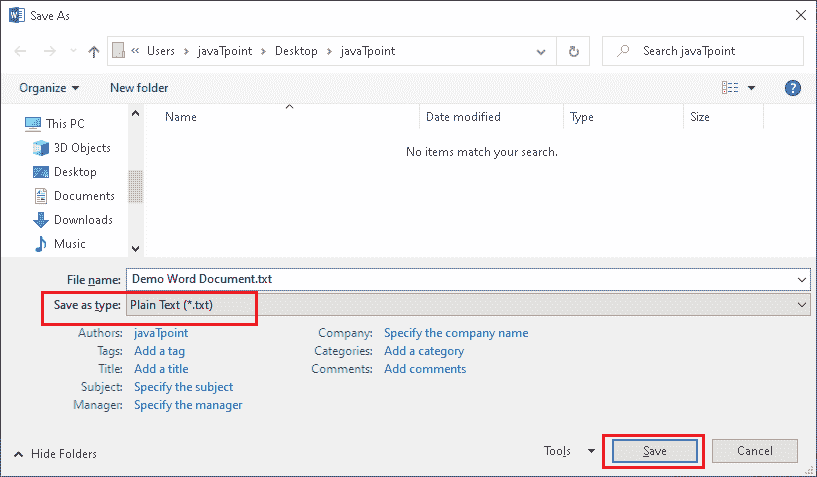 Save As
« Users > javaTpoint > Desktop > javaTpoint
Search javaTpoint
Organize New folder
?
Name Date modified Type Size
No items match your search.
This PC
3D Objects
Desktop
Documents
Downloads
Music
File name: Demo Word Document.txt
Save as type: Plain Text (*.txt)
Authors: javaTpoint Company: Specify the company name
Tags: Add a tag Categories: Add a category
Title: Add a title Comments: Add comments
Subject: Specify the subject
Manager: Specify the manager
Hide Folders Tools Save Cancel